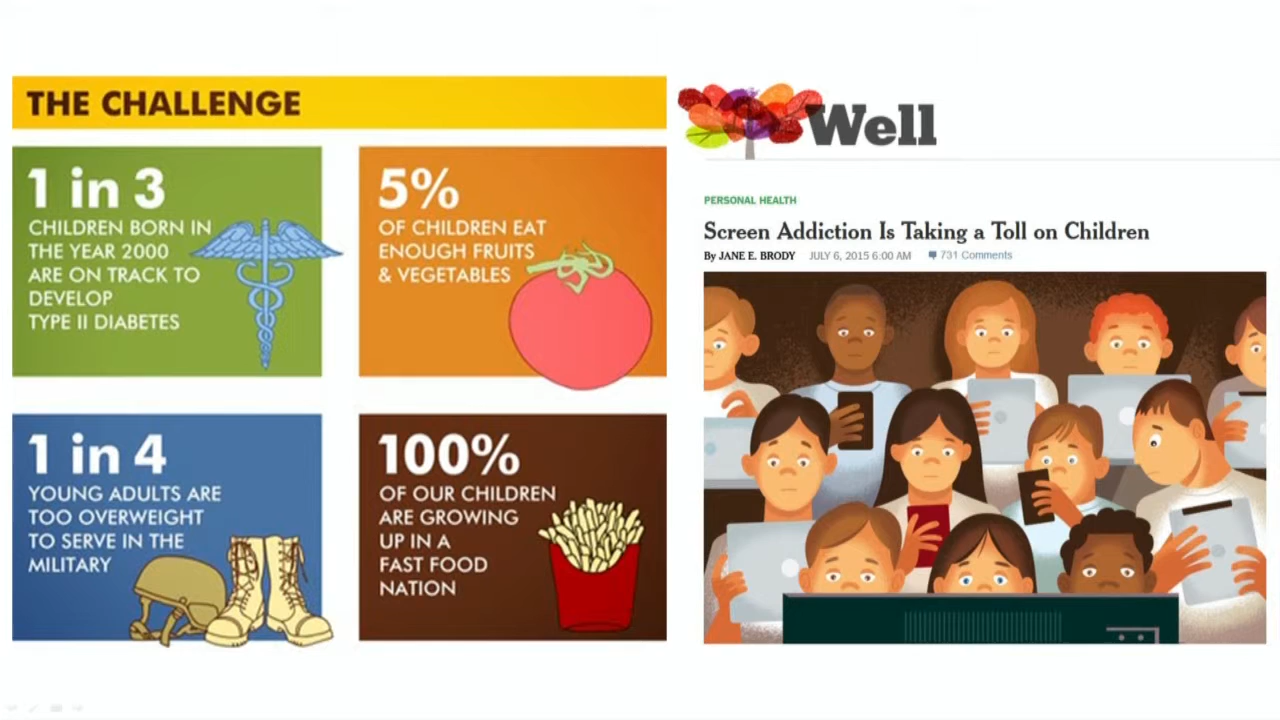 THE CHALLENGE
1 in 3
CHILDREN BORN IN
THE YEAR 2000
ARE ON TRACK TO
DEVELOP
TYPE II DIABETES
5%
OF CHILDREN EAT
ENOUGH FRUITS
& VEGETABLES
1 in 4
YOUNG ADULTS ARE
TOO OVERWEIGHT
TO SERVE IN THE
MILITARY
100%
OF OUR CHILDREN
ARE GROWING
UP IN A
FAST FOOD
NATION
Well
PERSONAL HEALTH
Screen Addiction Is Taking a Toll on Children
By JANE E. BRODY JULY 6, 2015 6:00 AM 731 Comments